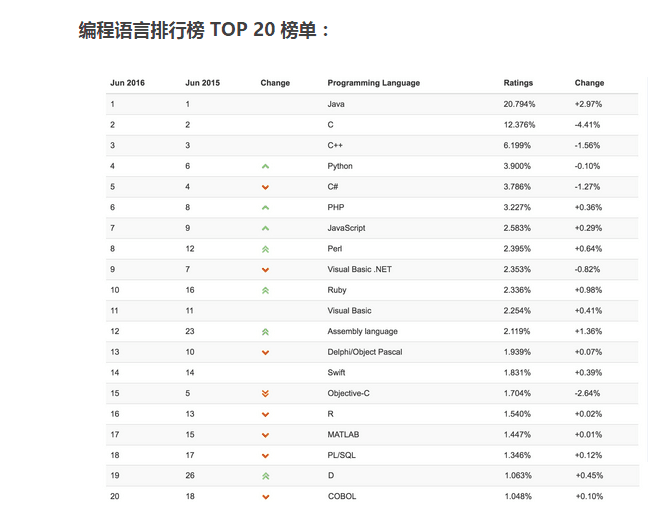 编程语言排行榜 TOP 20 榜单：
Jun 2016 Jun 2015 Change Programming Language Ratings Change
1 1 Java 20.794% +2.97%
2 2 C 12.376% -4.41%
3 3 C++ 6.199% -1.56%
4 6 Python 3.900% -0.10%
5 4 C# 3.786% -1.27%
6 8 PHP 3.227% +0.36%
7 9 JavaScript 2.583% +0.29%
8 12 Perl 2.395% +0.64%
9 7 Visual Basic .NET 2.353% -0.82%
10 16 Ruby 2.336% +0.98%
11 11 Visual Basic 2.254% +0.41%
12 23 Assembly language 2.119% +1.36%
13 10 Delphi/Object Pascal 1.939% +0.07%
14 14 Swift 1.831% +0.39%
15 5 Objective-C 1.704% -2.64%
16 13 R 1.540% +0.02%
17 15 MATLAB 1.447% +0.01%
18 17 PL/SQL 1.346% +0.12%
19 26 D 1.063% +0.45%
20 18 COBOL 1.048% +0.10%